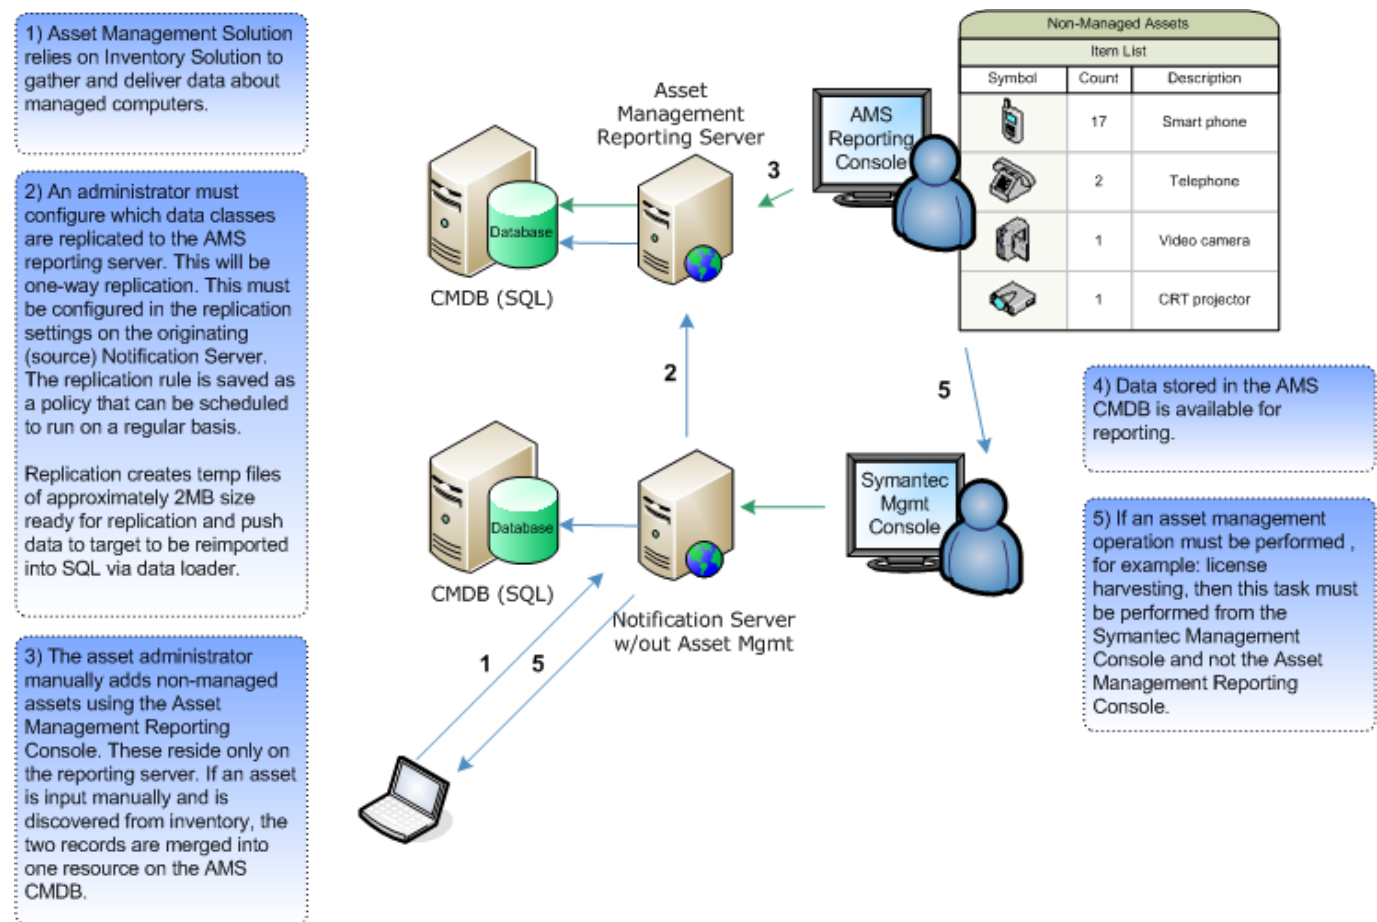 1) Asset Management Solution
relies on Inventory Solution to
gather and deliver data about
managed computers.
2) An administrator must
configure which data classes
are replicated to the AMS
reporting server. This will be
one-way replication. This must
be configured in the replication
settings on the originating
(source) Notification Server.
The replication rule is saved as
a policy that can be scheduled
to run on a regular basis.
Replication creates temp files
of approximately 2MB size
ready for replication and push
data to target to be reimported
into SQL via data loader.
3) The asset administrator
manually adds non-managed
assets using the Asset
Management Reporting
Console. These reside only on
the reporting server. If an asset
is input manually and is
discovered from inventory, the
two records are merged into
one resource on the AMS
CMDB.
Asset
Management
Reporting Server
Database
CMDB (SQL)
3
AMS
Reporting
Console
Non-Managed Assets
Item List
Symbol Count Description
17 Smart phone
2 Telephone
1 Video camera
1 CRT projector
2
5
Database
CMDB (SQL)
Notification Server
w/out Asset Mgmt
Symantec
Mgmt
Console
1
5
4) Data stored in the AMS
CMDB is available for
reporting.
5) If an asset management
operation must be performed ,
for example: license
harvesting, then this task must
be performed from the
Symantec Management
Console and not the Asset
Management Reporting
Console.